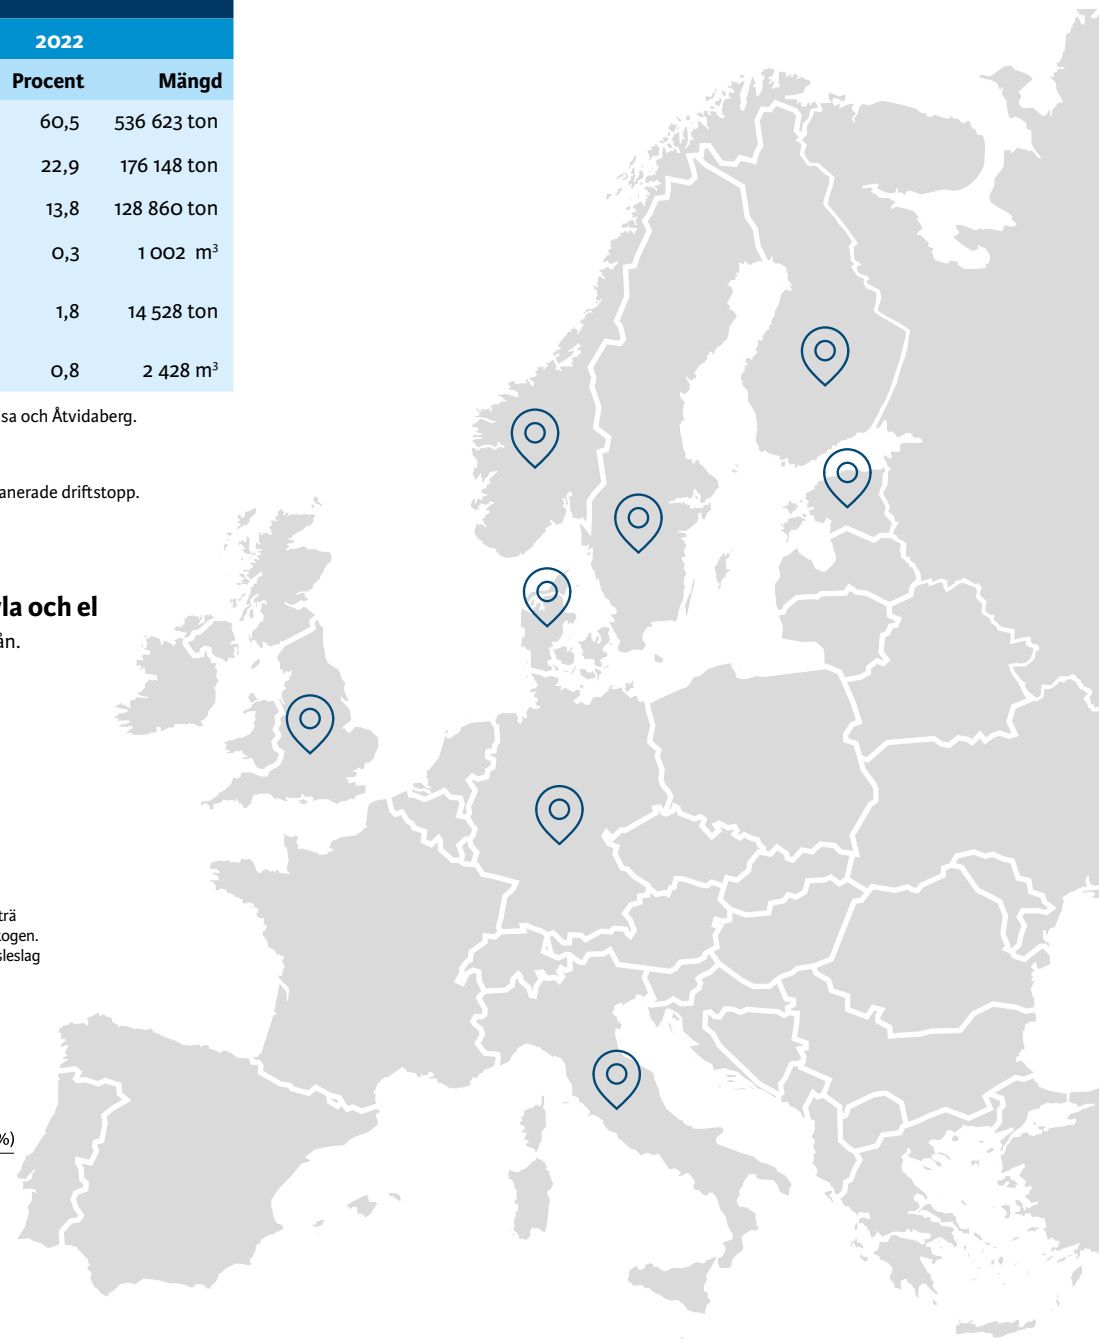 2022
Procent Mängd
60,5 536 623 ton
22,9 176 148 ton
13,8 128 860 ton
0,3 1 002 m³
1,8 14 528 ton
0,8 2 428 m³
sa och Åtvidaberg.
anerade driftstopp.
la och el
ån.
trä
ogen.
sleslag
%)